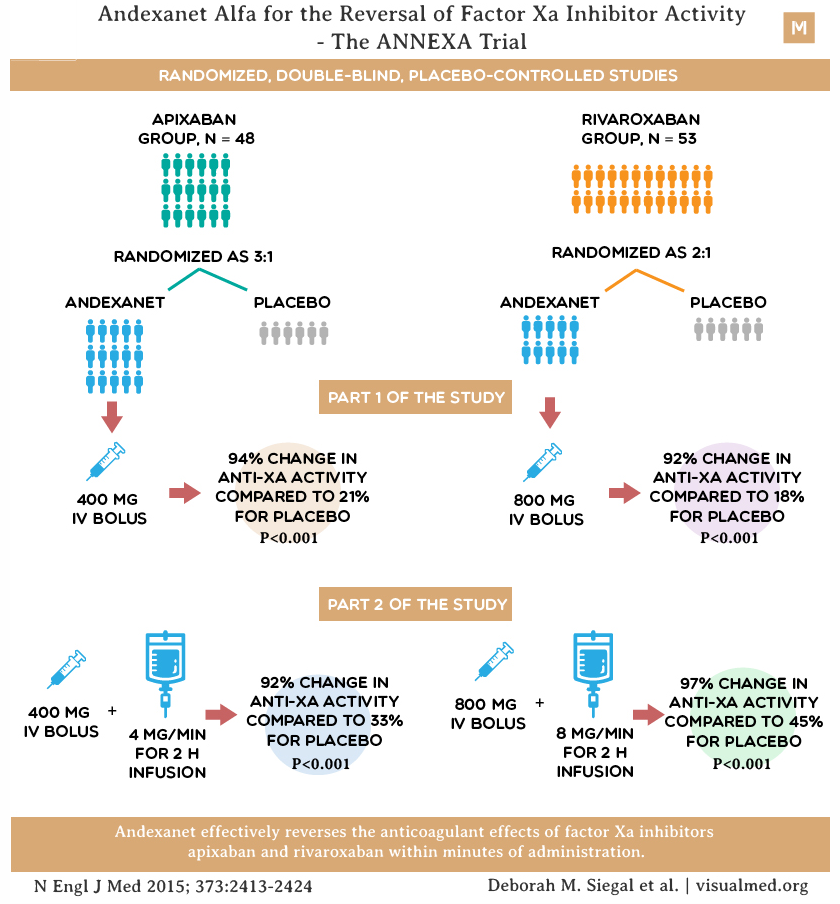 Andexanet Alfa for the Reversal of Factor Xa Inhibitor Activity
- The ANNEXA Trial
M
RANDOMIZED, DOUBLE-BLIND, PLACEBO-CONTROLLED STUDIES
APIXABAN
GROUP, N = 48
RANDOMIZED AS 3:1
ANDEXANET
PLACEBO
RIVAROXABAN
GROUP, N = 53
RANDOMIZED AS 2:1
ANDEXANET
PLACEBO
PART 1 OF THE STUDY
400 MG
IV BOLUS
94% CHANGE IN
ANTI-XA ACTIVITY
COMPARED TO 21%
FOR PLACEBO
P<0.001
800 MG
IV BOLUS
92% CHANGE IN
ANTI-XA ACTIVITY
COMPARED TO 18%
FOR PLACEBO
P<0.001
PART 2 OF THE STUDY
400 MG
IV BOLUS
+
4 MG/MIN
FOR 2 H
INFUSION
92% CHANGE IN
ANTI-XA ACTIVITY
COMPARED TO 33%
FOR PLACEBO
P<0.001
800 MG
IV BOLUS
+
8 MG/MIN
FOR 2 H
INFUSION
97% CHANGE IN
ANTI-XA ACTIVITY
COMPARED TO 45%
FOR PLACEBO
P<0.001
Andexanet effectively reverses the anticoagulant effects of factor Xa inhibitors
apixaban and rivaroxaban within minutes of administration.
N Engl J Med 2015; 373:2413-2424
Deborah M. Siegal et al. | visualmed.org